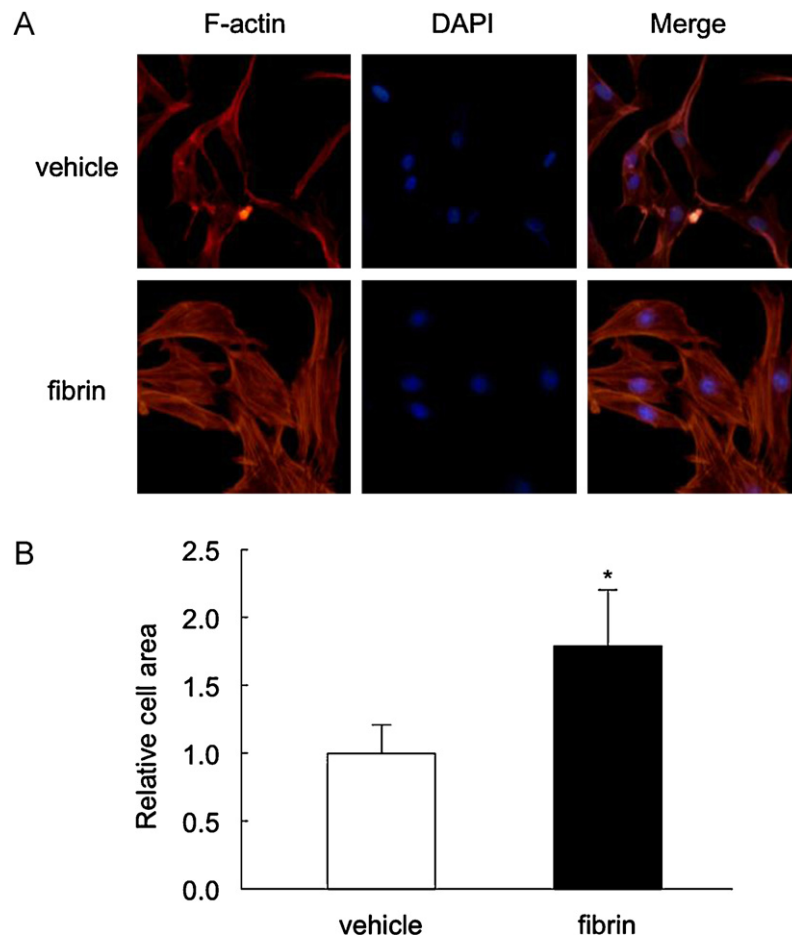 A
F-actin DAPI Merge
vehicle
fibrin
B
*
Relative cell area
2.5
2.0
1.5
1.0
0.5
0.0
vehicle fibrin